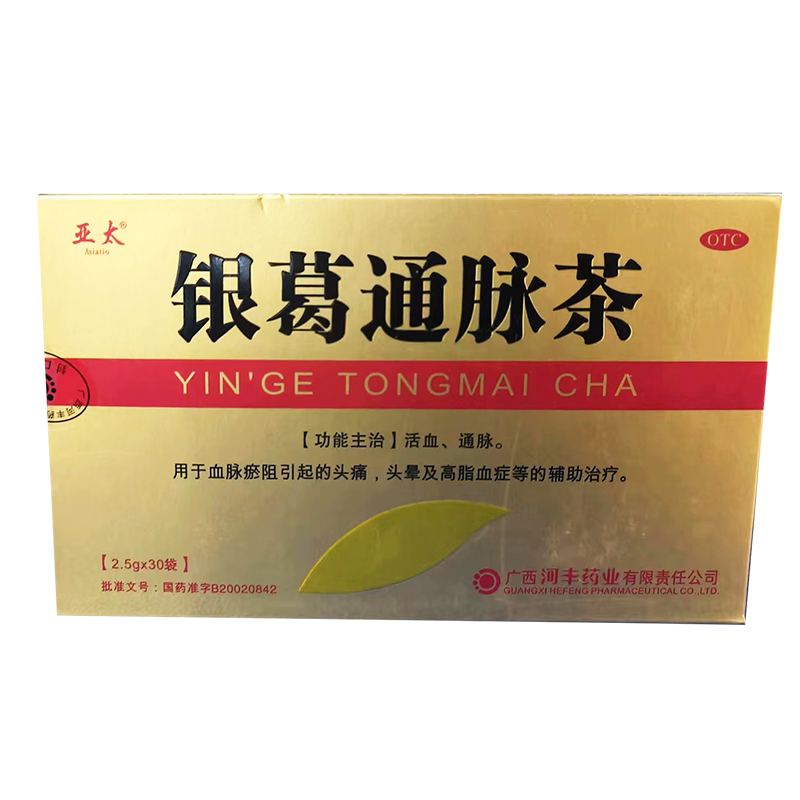 亚太®
Asiatio
OTC
银葛通脉茶
YIN'GE TONGMAI CHA
【功能主治】活血、通脉。
用于血脉瘀阻引起的头痛，头晕及高脂血症等的辅助治疗。
【2.5gx30袋】
批准文号：国药准字B20020842
广西河丰药业有限责任公司
GUANGXI HEFENG PHARMACEUTICAL CO.,LTD.